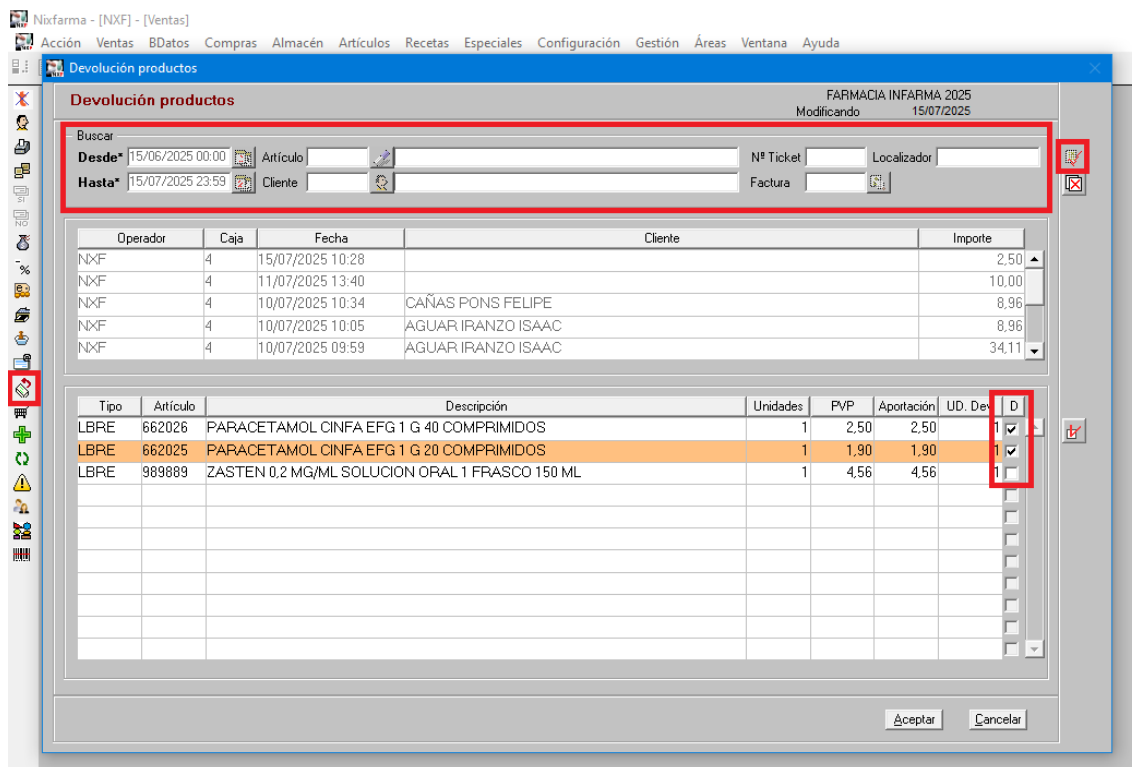 Nixfarma - [NXF] - [Ventas]
Acción Ventas BDatos Compras Almacén Artículos Recetas Especiales Configuración Gestión Áreas Ventana Ayuda
Devolución productos
Devolución productos
FARMACIA INFARMA 2025
Modificando 15/07/2025
Buscar
Desde* 15/06/2025 00:00 Artículo Nº Ticket Localizador
Hasta* 15/07/2025 23:59 Cliente Factura
Operador Caja Fecha Cliente Importe
NXF 4 15/07/2025 10:28 2,50
NXF 4 11/07/2025 13:40 10,00
NXF 4 10/07/2025 10:34 CAÑAS PONS FELIPE 8,96
NXF 4 10/07/2025 10:05 AGUAR IRANZO ISAAC 8,96
NXF 4 10/07/2025 09:59 AGUAR IRANZO ISAAC 34,11
Tipo Artículo Descripción Unidades PVP Aportación UD. Dev D
LBRE 662026 PARACETAMOL CINFA EFG 1 G 40 COMPRIMIDOS 1 2,50 2,50 1
LBRE 662025 PARACETAMOL CINFA EFG 1 G 20 COMPRIMIDOS 1 1,90 1,90 1
LBRE 989889 ZASTEN 0,2 MG/ML SOLUCION ORAL 1 FRASCO 150 ML 1 4,56 4,56 1
SI
NO
%
Aceptar Cancelar